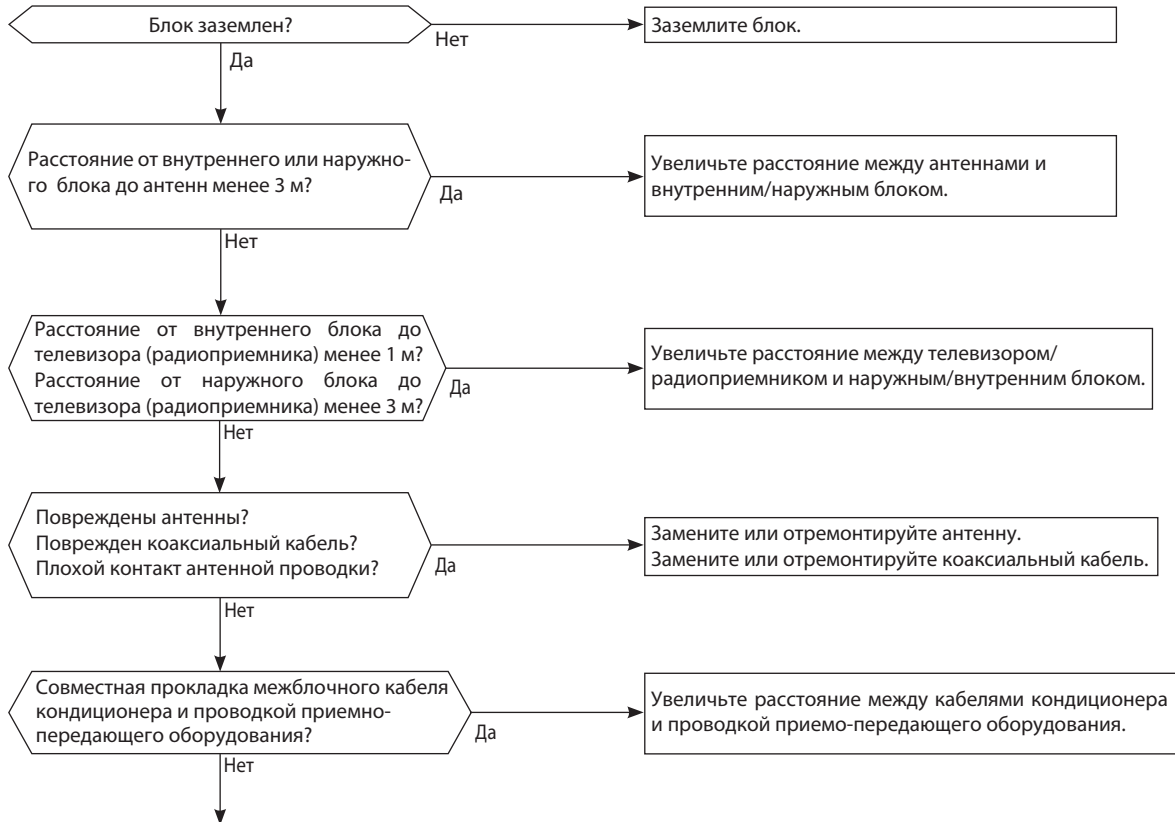 Блок заземлен?
Нет
Заземлите блок.
Да
Расстояние от внутреннего или наружно-
го блока до антенн менее 3 м?
Да
Увеличьте расстояние между антеннами и
внутренним/наружным блоком.
Нет
Расстояние от внутреннего блока до
телевизора (радиоприемника) менее 1 м?
Расстояние от наружного блока до
телевизора (радиоприемника) менее 3 м?
Да
Увеличьте расстояние между телевизором/
радиоприемником и наружным/внутренним блоком.
Нет
Повреждены антенны?
Поврежден коаксиальный кабель?
Плохой контакт антенной проводки?
Да
Замените или отремонтируйте антенну.
Замените или отремонтируйте коаксиальный кабель.
Нет
Совместная прокладка межблочного кабеля
кондиционера и проводкой приемно-
передающего оборудования?
Да
Увеличьте расстояние между кабелями кондиционера
и проводкой приемо-передающего оборудования.
Нет